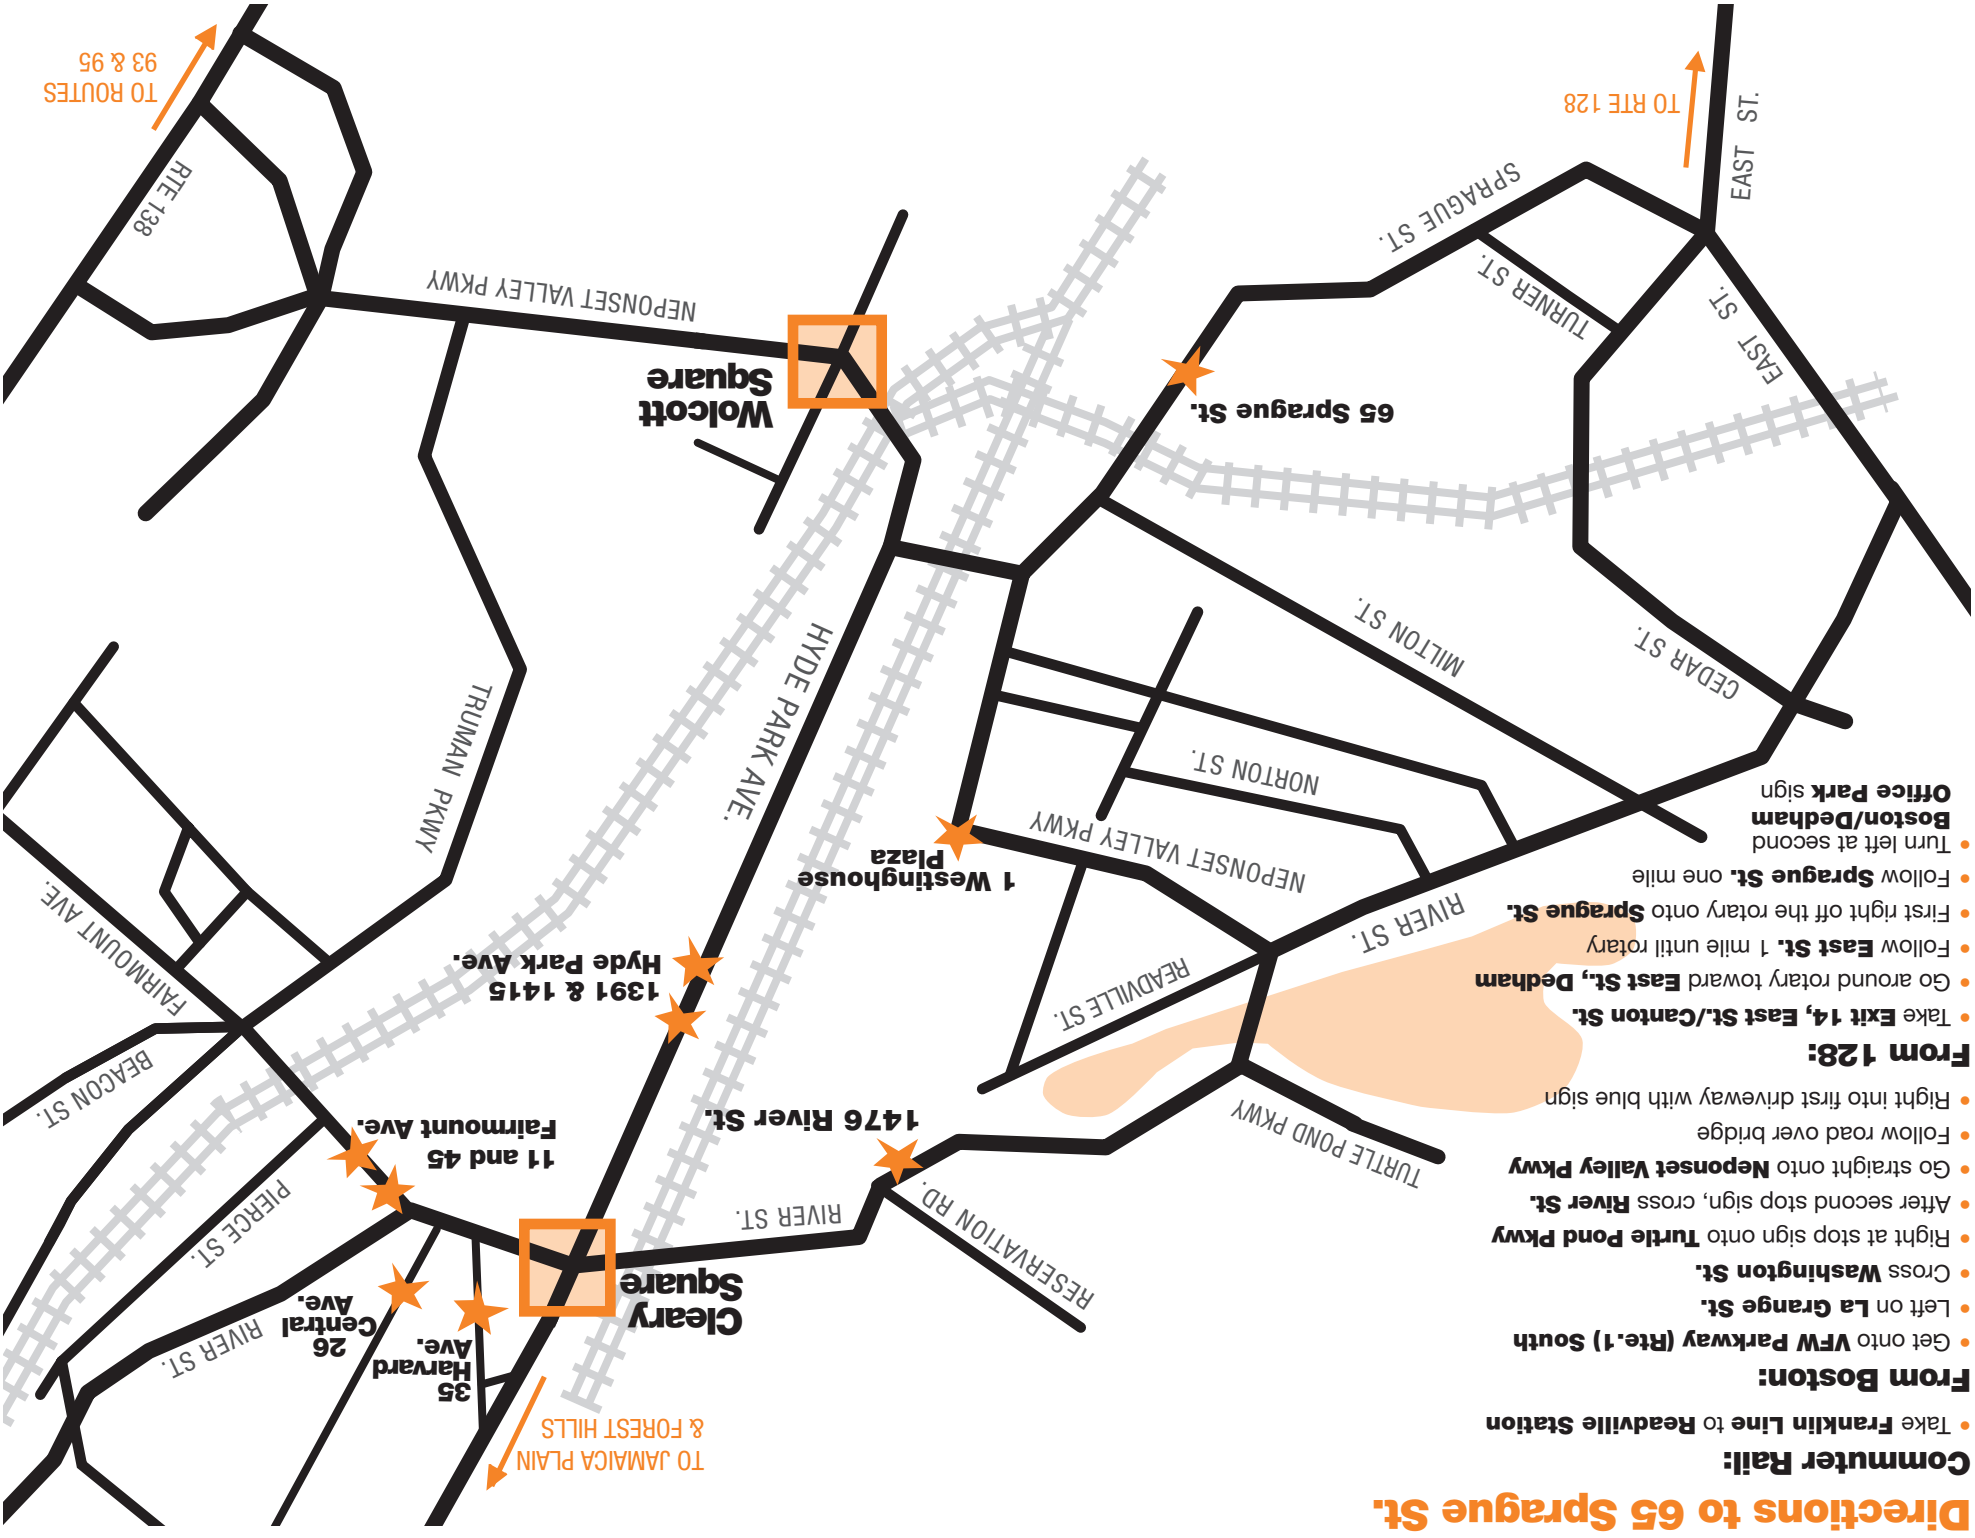 Directions to 65 Sprague St.
Commuter Rail:
• Take Franklin Line to Readville Station
From Boston:
• Get onto VFW Parkway (Rte.1) South
• Left on La Grange St.
• Cross Washington St.
• Right at stop sign onto Turtle Pond Pkwy
• After second stop sign, cross River St.
• Go straight onto Neponset Valley Pkwy
• Follow road over bridge
• Right into first driveway with blue sign
From 128:
• Take Exit 14, East St./Canton St.
• Go around rotary toward East St., Dedham
• Follow East St. 1 mile until rotary
• First right off the rotary onto Sprague St.
• Follow Sprague St. one mile
• Turn left at second
Boston/Dedham
Office Park sign
TO JAMAICA PLAIN
& FOREST HILLS
35
Harvard
Ave.
26
Central
Ave.
Cleary
Square
RIVER ST.
RESERVATION RD.
RIVER ST.
PIERCE ST.
11 and 45
Fairmount Ave.
1476 River St.
TURTLE POND PKWY
BEACON ST.
FAIRMOUNT AVE.
1391 & 1415
Hyde Park Ave.
READVILLE ST.
RIVER ST.
1 Westinghouse
Plaza
NEPONSET VALLEY PKWY
NORTON ST.
TRUMAN PKWY
HYDE PARK AVE.
MILTON ST.
CEDAR ST.
65 Sprague St.
Wolcott
Square
NEPONSET VALLEY PKWY
TURNER ST.
EAST ST.
SPRAGUE ST.
RTE 138
EAST ST.
TO RTE 128
TO ROUTES
93 & 95